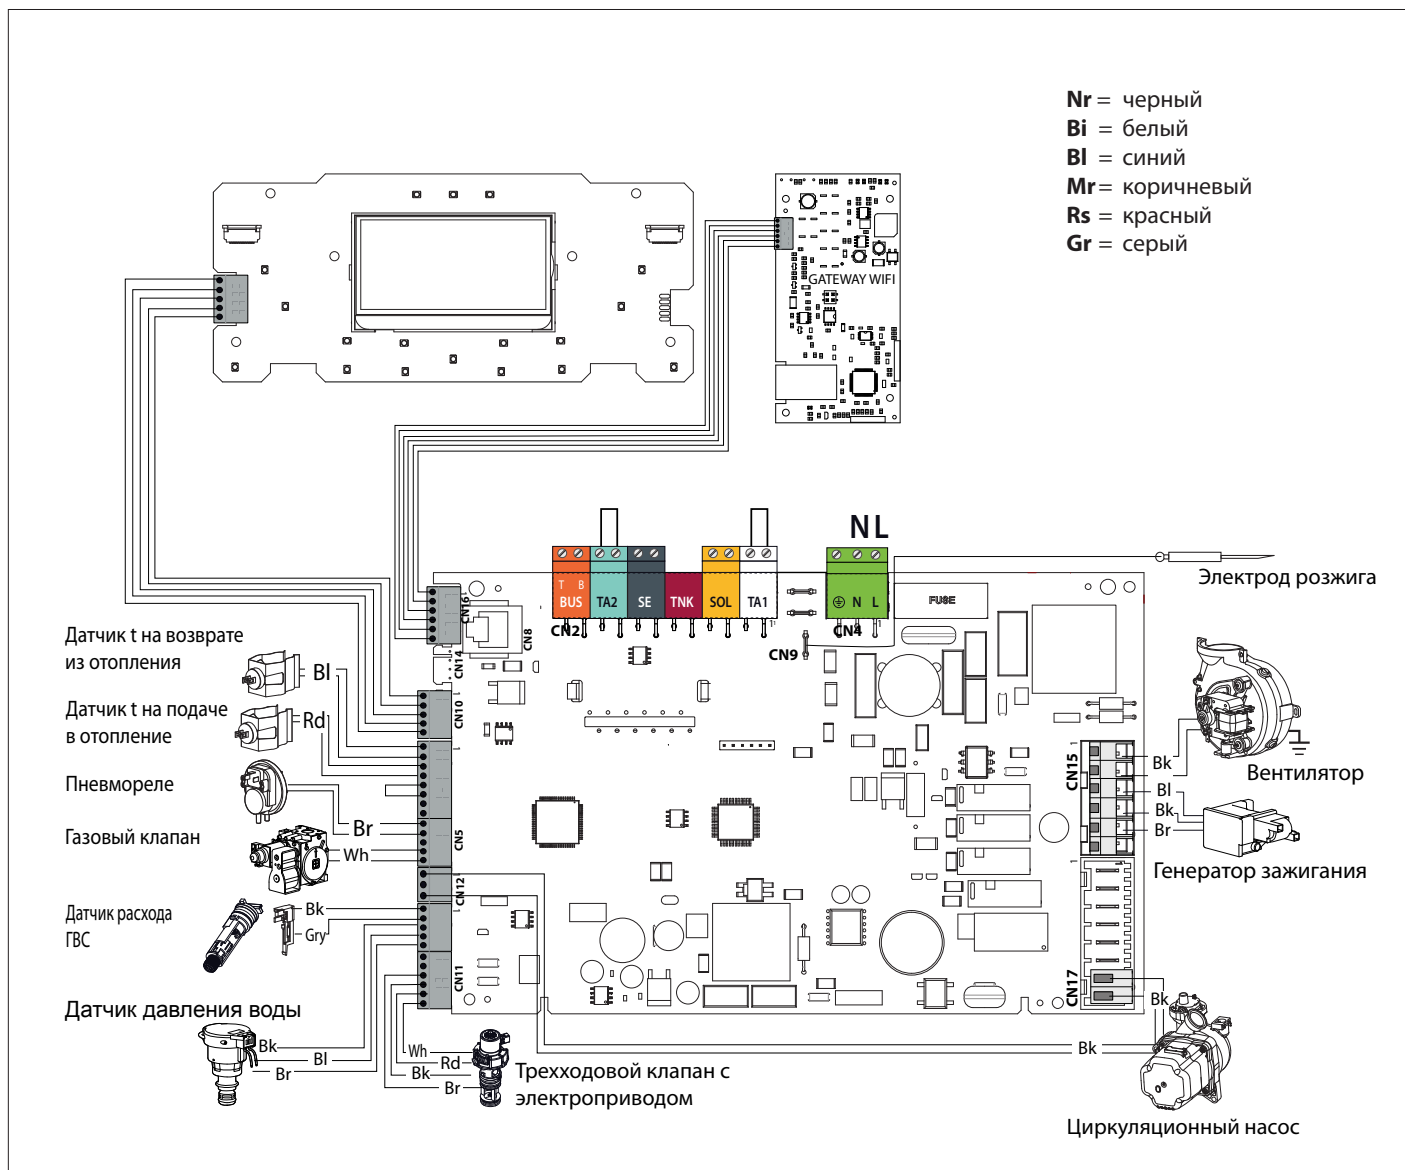 Nr = черный
Bi = белый
Bl = синий
Mr = коричневый
Rs = красный
Gr = серый
GATEWAY WIFI
N L
Электрод розжига
T B
BUS TA2 SE TNK SOL TA1
N L
FUSE
CN2
CN4
CN9
CN16
CN8
CN14
CN10
Датчик t на возврате
из отопления
Bl
Датчик t на подаче
в отопление
Rd
Пневмореле
Br
Газовый клапан
Wh
CN5
CN12
Датчик расхода
ГВС
Bk
Gry
CN11
Датчик давления воды
Bk
Bl
Br
Wh
Rd
Bk
Br
Трехходовой клапан с
электроприводом
CN15
Bk
Вентилятор
Bl
Bk
Br
Генератор зажигания
CN17
Bk
Bk
Циркуляционный насос